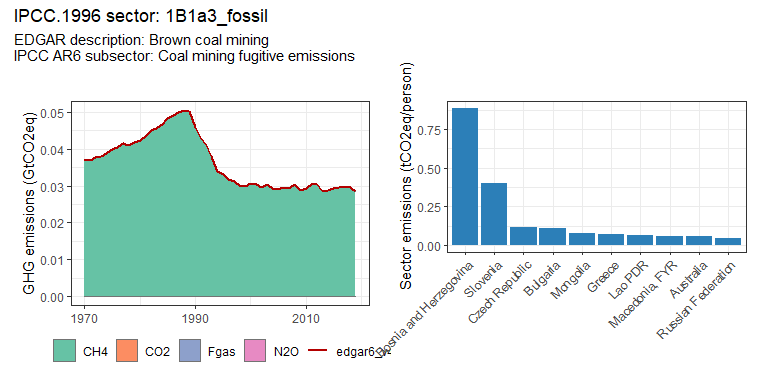 IPCC.1996 sector: 1B1a3_fossil
EDGAR description: Brown coal mining
IPCC AR6 subsector: Coal mining fugitive emissions
GHG emissions (GtCO2eq)
0.05
0.04
0.03
0.02
0.01
0.00
1970
1990
2010
CH4
CO2
Fgas
N2O
Sector emissions (tCO2eq/person)
0.75
0.50
0.25
0.00
Bosnia and Herzegovina
Slovenia
Czech Republic
Bulgaria
Mongolia
Greece
Lao PDR
Macedonia, FYR
Australia
Russian Federation